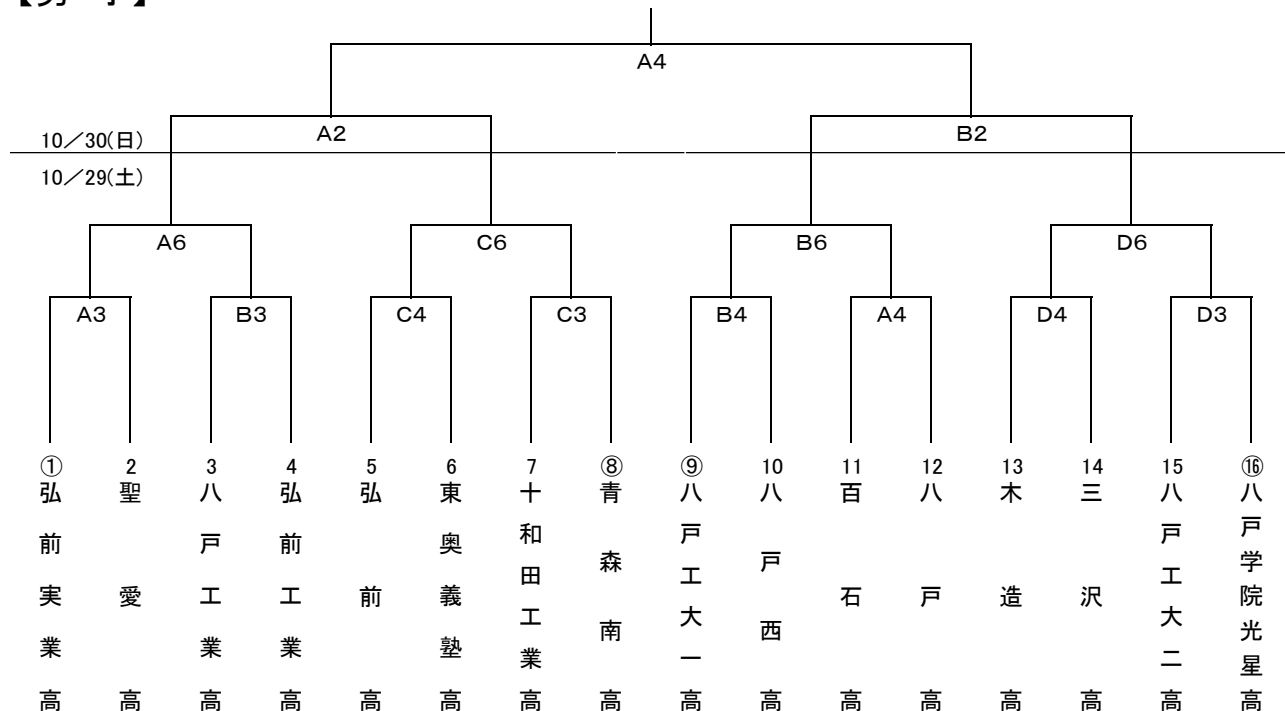 【男 子】
A4
A2
B2
10/30(日)
10/29(土)
A6
C6
B6
D6
A3
B3
C4
C3
B4
A4
D4
D3
①
弘前実業高
2
聖愛高
3
八戸工業高
4
弘前工業高
5
弘前高
6
東奥義塾高
7
十和田工業高
⑧
青森南高
⑨
八戸工大一高
10
八戸西高
11
百石高
12
八戸高
13
木造高
14
三沢高
15
八戸工大二高
⑯
八戸学院光星高